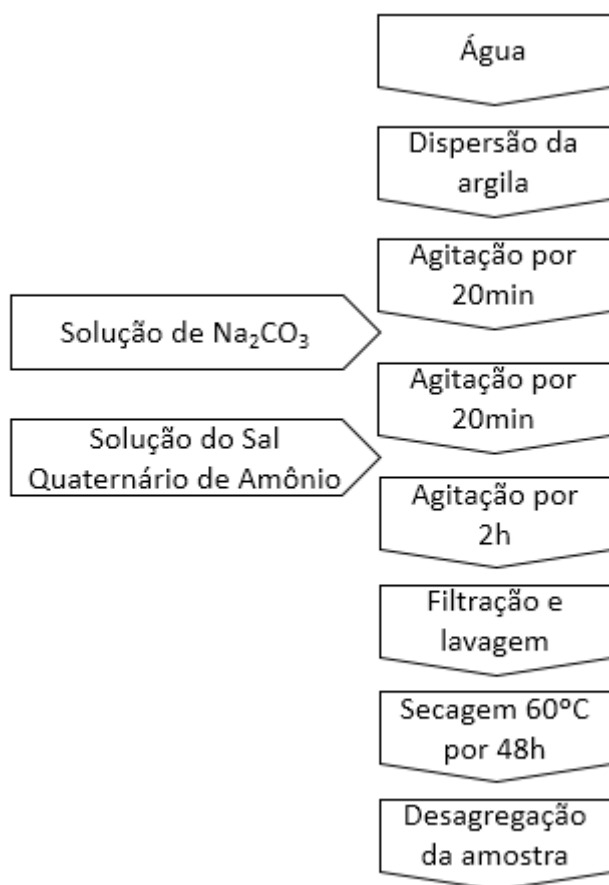 Água
Dispersão da
argila
Agitação por
20min
Solução de Na₂CO₃
Agitação por
20min
Solução do Sal
Quaternário de Amônio
Agitação por
2h
Filtração e
lavagem
Secagem 60ºC
por 48h
Desagregação
da amostra